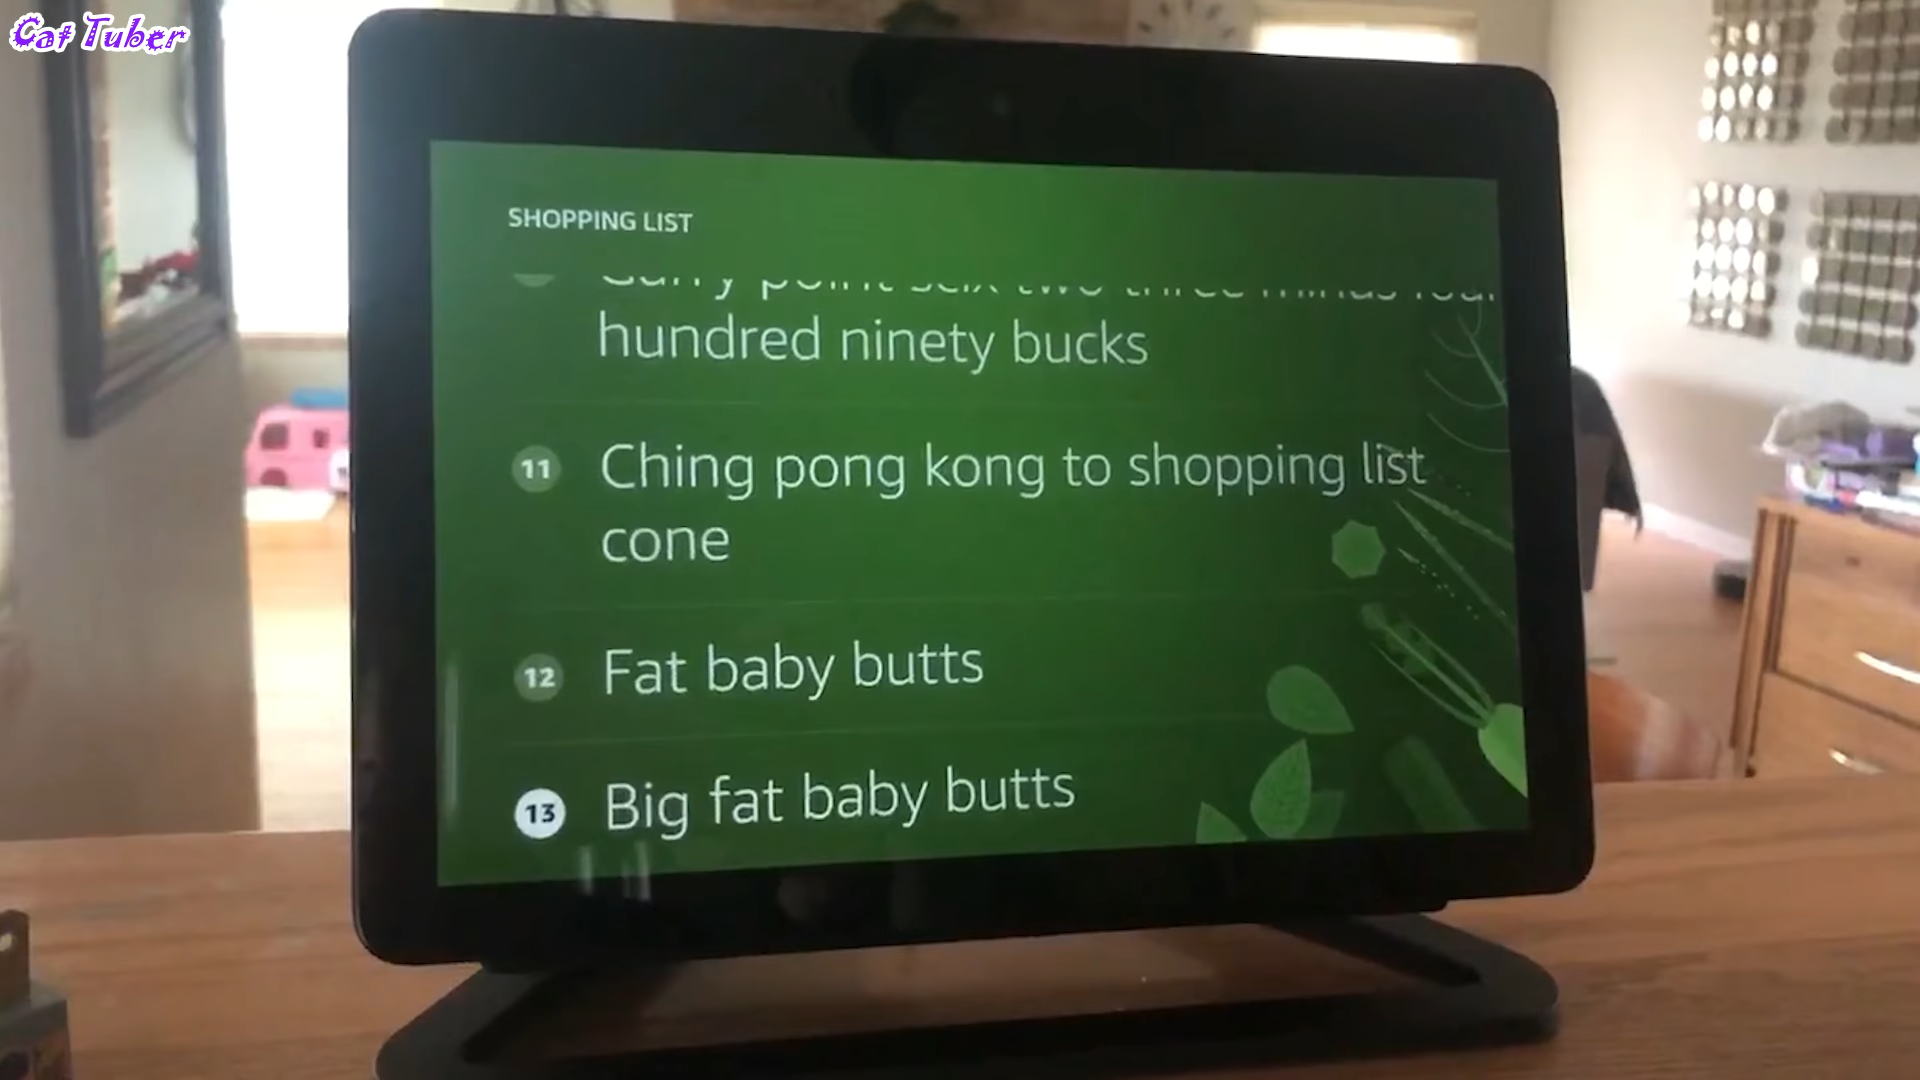 Cat Tuber
SHOPPING LIST
hundred ninety bucks
11 Ching pong kong to shopping list
cone
12 Fat baby butts
13 Big fat baby butts